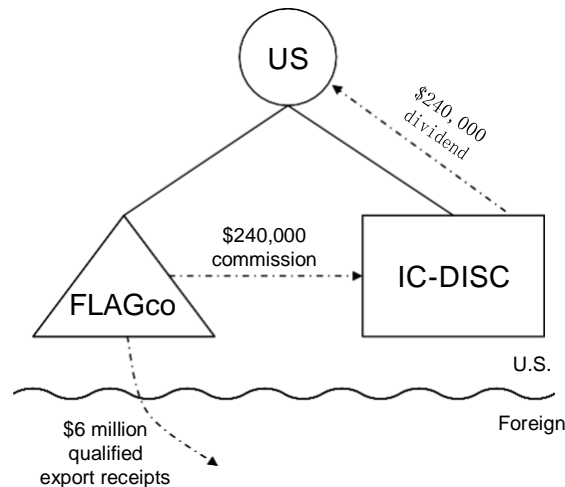 US
$240,000
dividend
$240,000
commission
FLAGco
IC-DISC
U.S.
Foreign
$6 million
qualified
export receipts